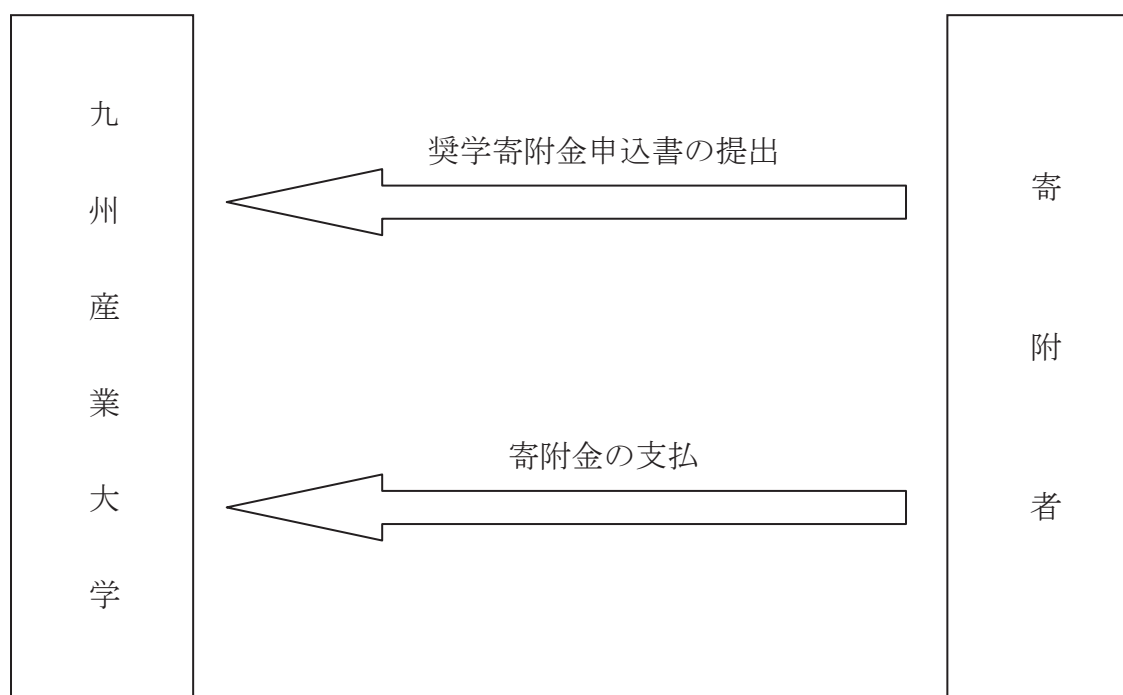 九州産業大学
奨学寄附金申込書の提出
寄附金の支払
寄附者